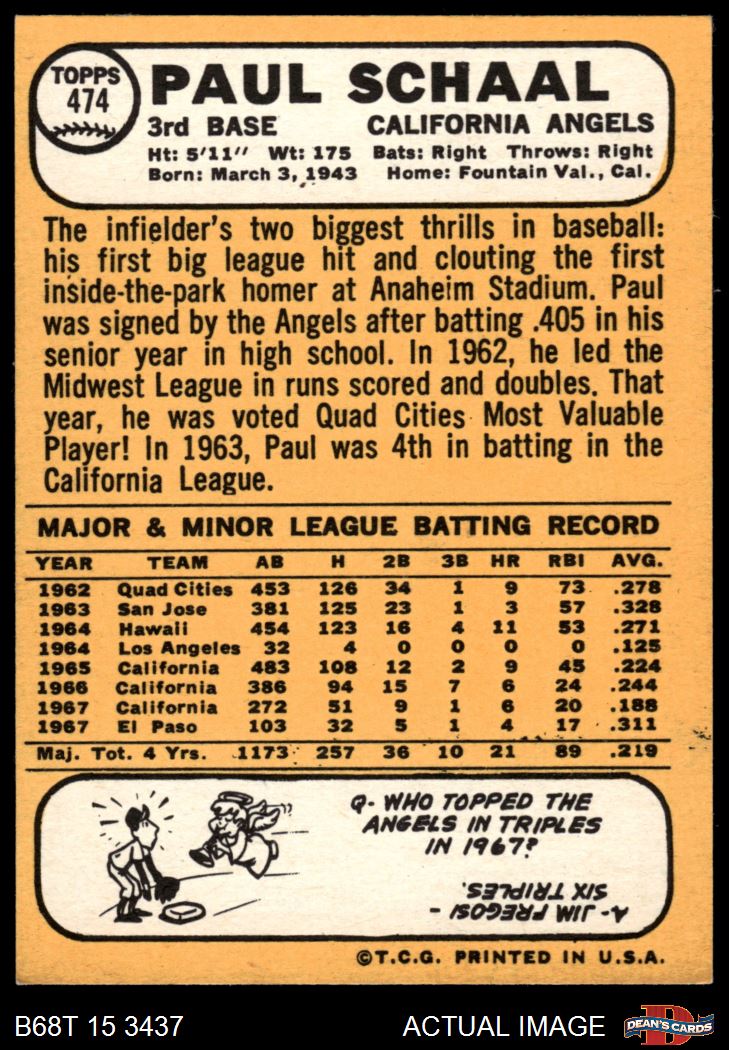 TOPPS
474
PAUL SCHAAL
3rd BASE CALIFORNIA ANGELS
Ht: 5'11" Wt: 175 Bats: Right Throws: Right
Born: March 3, 1943 Home: Fountain Val., Cal.
The infielder's two biggest thrills in baseball:
his first big league hit and clouting the first
inside-the-park homer at Anaheim Stadium. Paul
was signed by the Angels after batting .405 in his
senior year in high school. In 1962, he led the
Midwest League in runs scored and doubles. That
year, he was voted Quad Cities Most Valuable
Player! In 1963, Paul was 4th in batting in the
California League.
MAJOR & MINOR LEAGUE BATTING RECORD
YEAR TEAM AB H 2B 3B HR RBI AVG.
1962 Quad Cities 453 126 34 1 9 73 .278
1963 San Jose 381 125 23 1 3 57 .328
1964 Hawaii 454 123 16 4 11 53 .271
1964 Los Angeles 32 4 0 0 0 0 .125
1965 California 483 108 12 2 9 45 .224
1966 California 386 94 15 7 6 24 .244
1967 California 272 51 9 1 6 20 .188
1967 El Paso 103 32 5 1 4 17 .311
Maj. Tot. 4 Yrs. 1173 257 36 10 21 89 .219
Q- WHO TOPPED THE
ANGELS IN TRIPLES
IN 1967?
A- JIM FREGOSI -
SIX TRIPLES.
©T.C.G. PRINTED IN U.S.A.
B68T 15 3437 ACTUAL IMAGE
DEAN'S CARDS